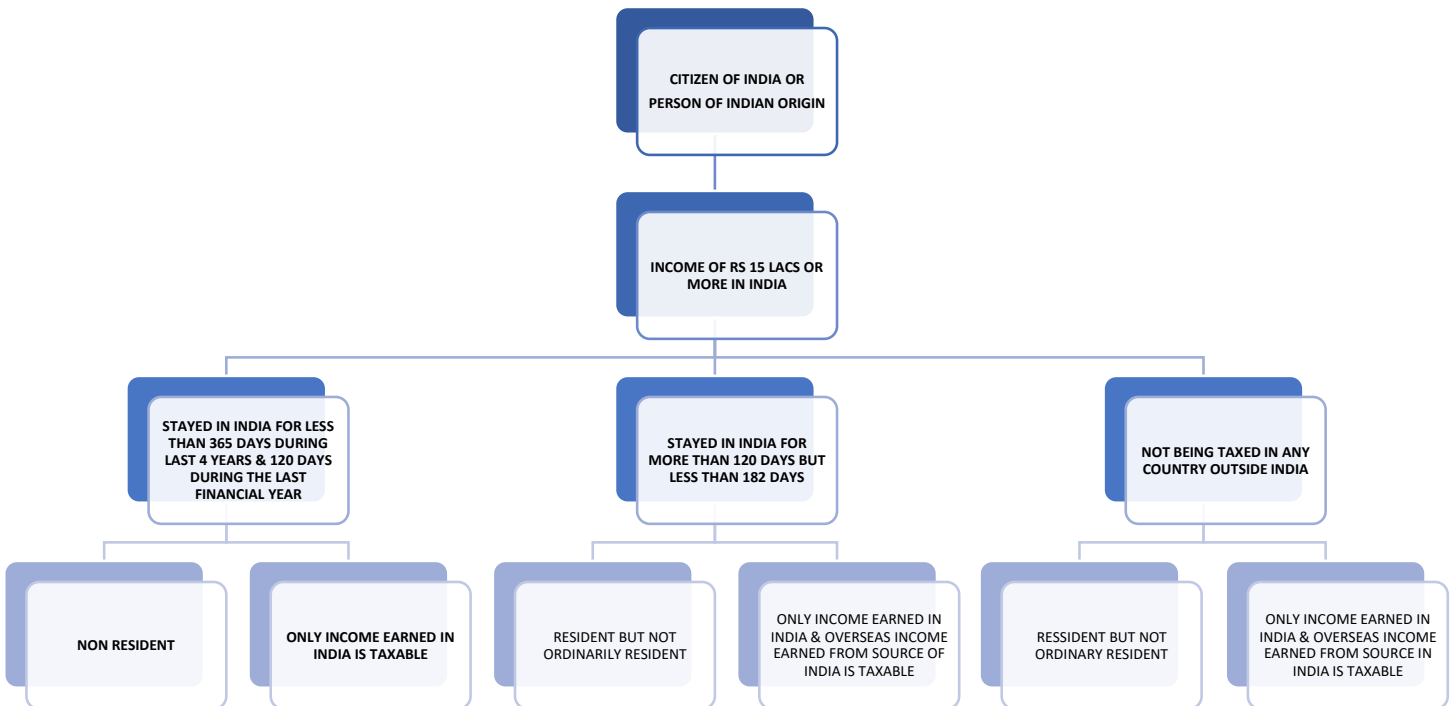 CITIZEN OF INDIA OR
PERSON OF INDIAN ORIGIN
INCOME OF RS 15 LACS OR
MORE IN INDIA
STAYED IN INDIA FOR LESS
THAN 365 DAYS DURING
LAST 4 YEARS & 120 DAYS
DURING THE LAST
FINANCIAL YEAR
STAYED IN INDIA FOR
MORE THAN 120 DAYS BUT
LESS THAN 182 DAYS
NOT BEING TAXED IN ANY
COUNTRY OUTSIDE INDIA
NON RESIDENT
ONLY INCOME EARNED IN
INDIA IS TAXABLE
RESIDENT BUT NOT
ORDINARILY RESIDENT
ONLY INCOME EARNED IN
INDIA & OVERSEAS INCOME
EARNED FROM SOURCE OF
INDIA IS TAXABLE
RESSIDENT BUT NOT
ORDINARY RESIDENT
ONLY INCOME EARNED IN
INDIA & OVERSEAS INCOME
EARNED FROM SOURCE IN
INDIA IS TAXABLE